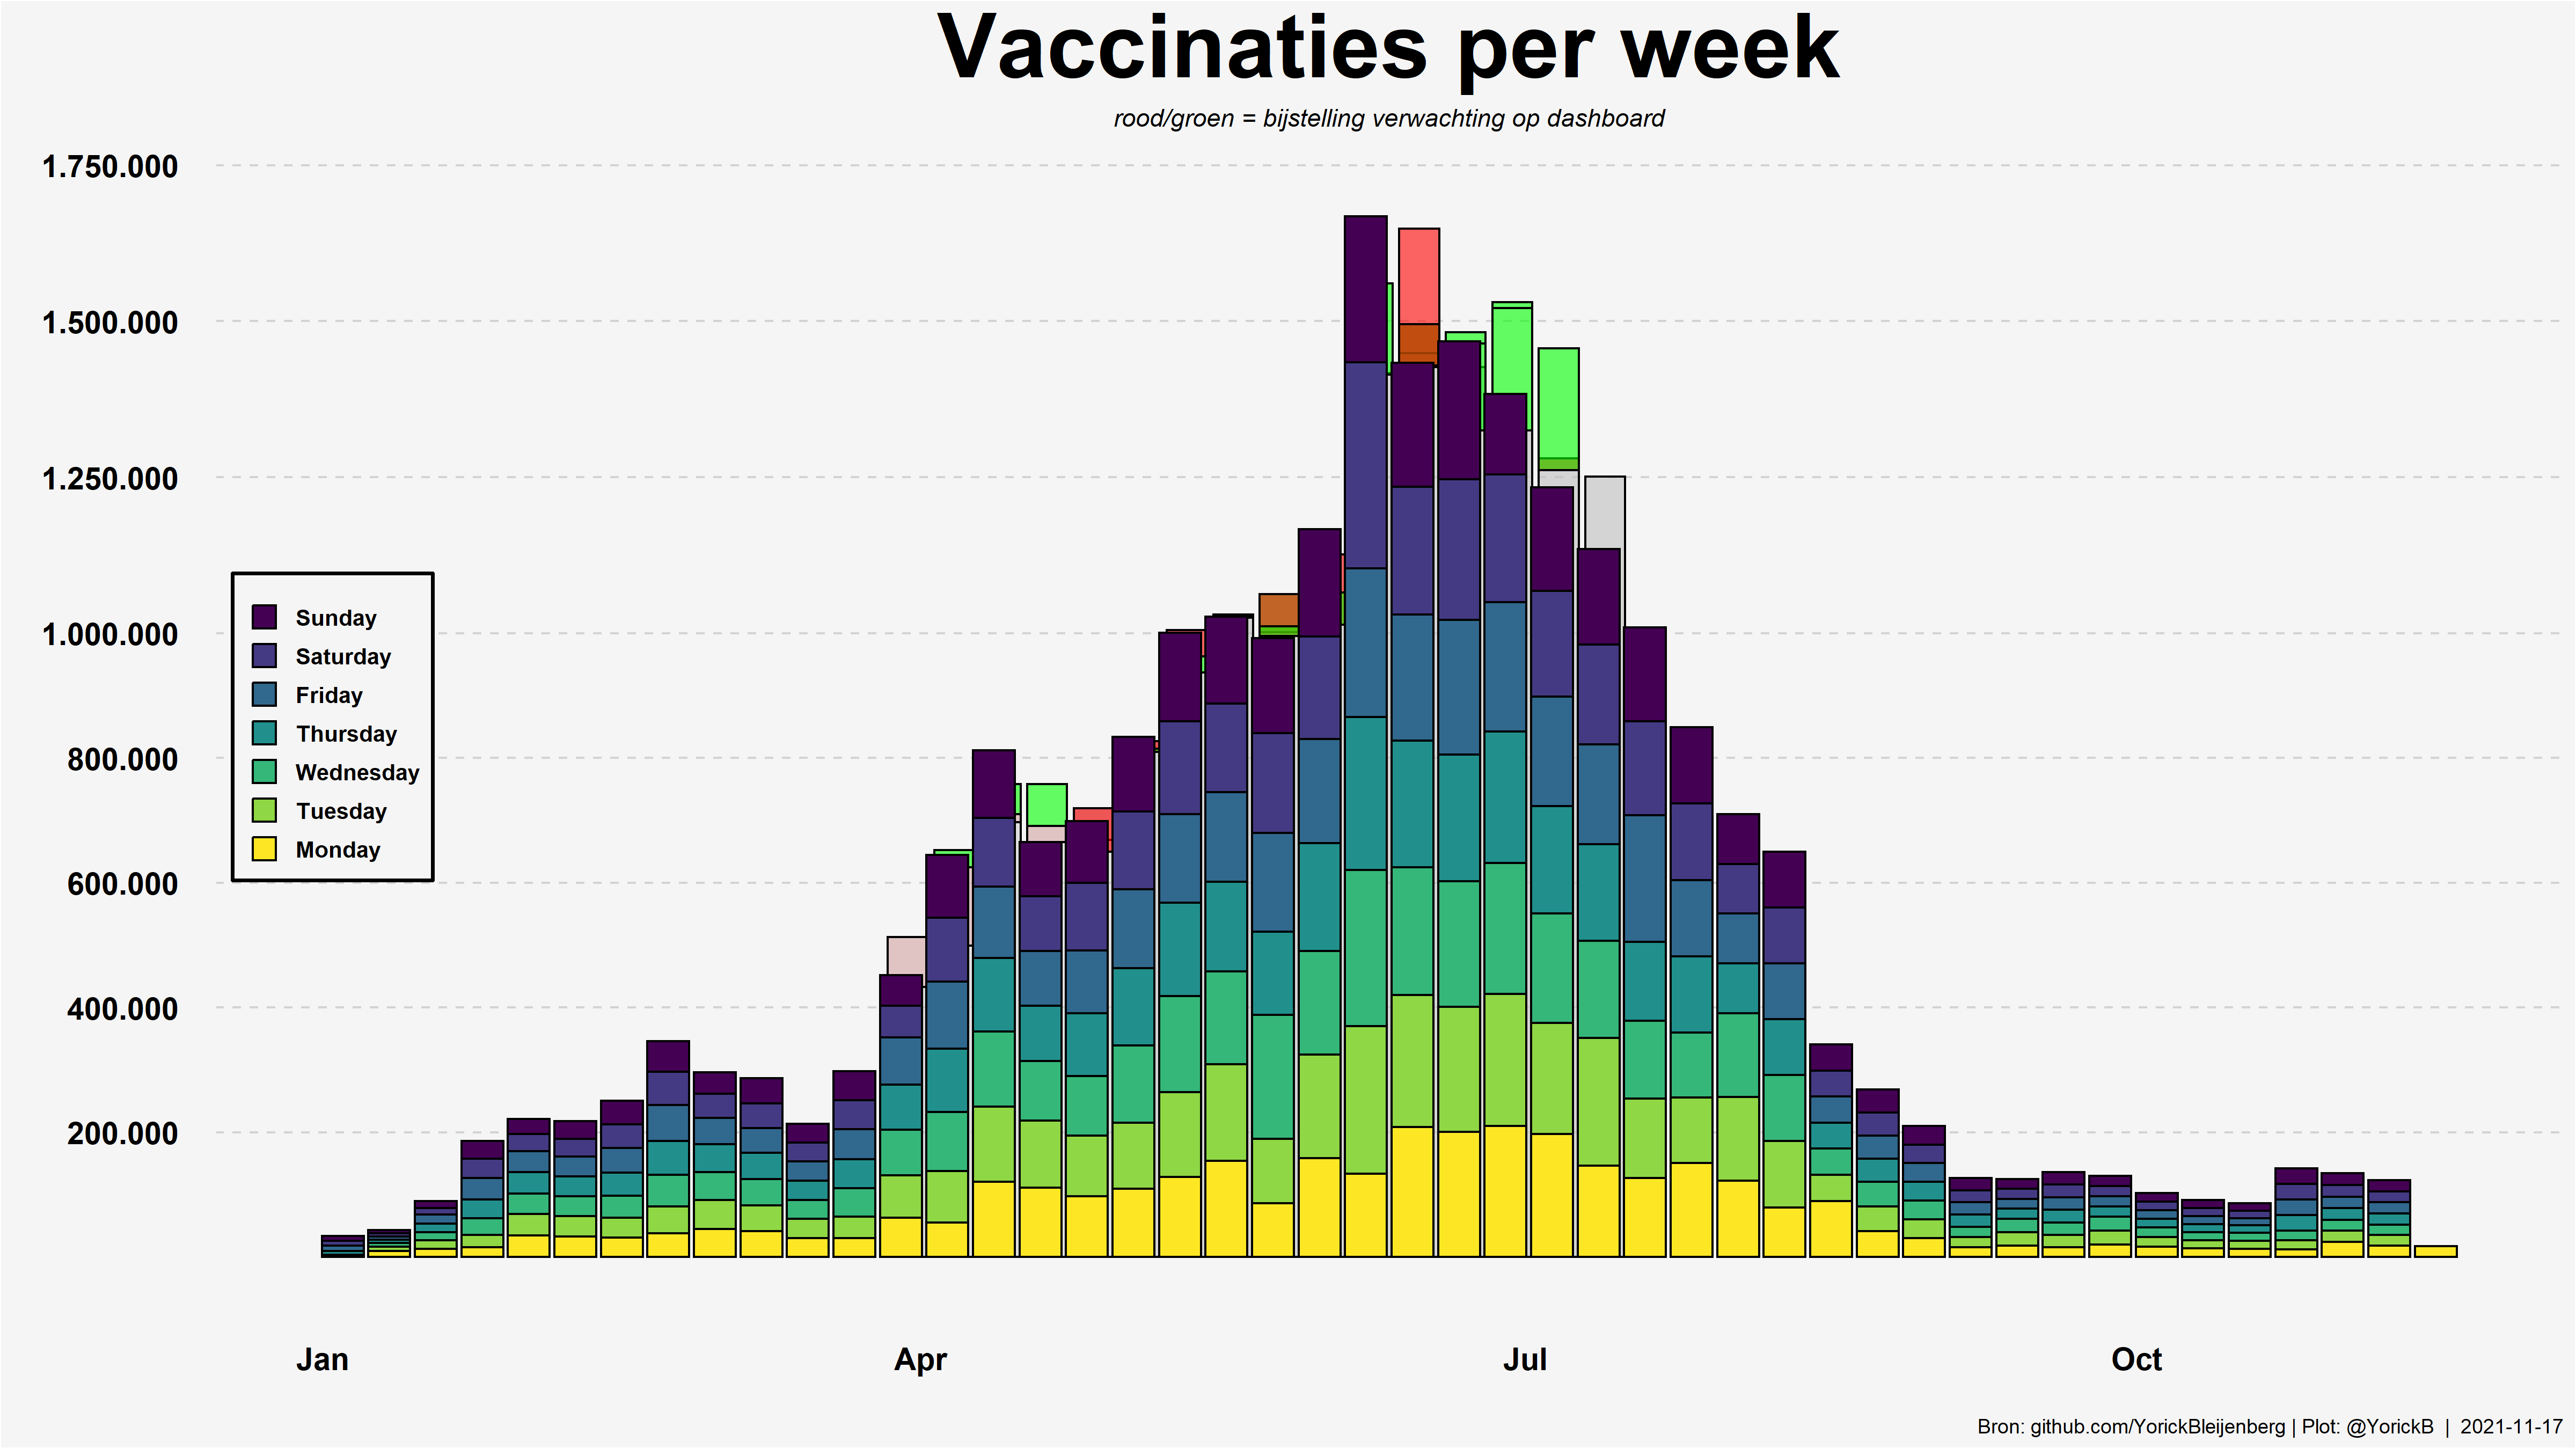 Vaccinaties per week
rood/groen = bijstelling verwachting op dashboard
1.750.000
1.500.000
1.250.000
1.000.000
800.000
600.000
400.000
200.000
Sunday
Saturday
Friday
Thursday
Wednesday
Tuesday
Monday
Jan Apr Jul Oct
Bron: github.com/YorickBleijenberg | Plot: @YorickB | 2021-11-17